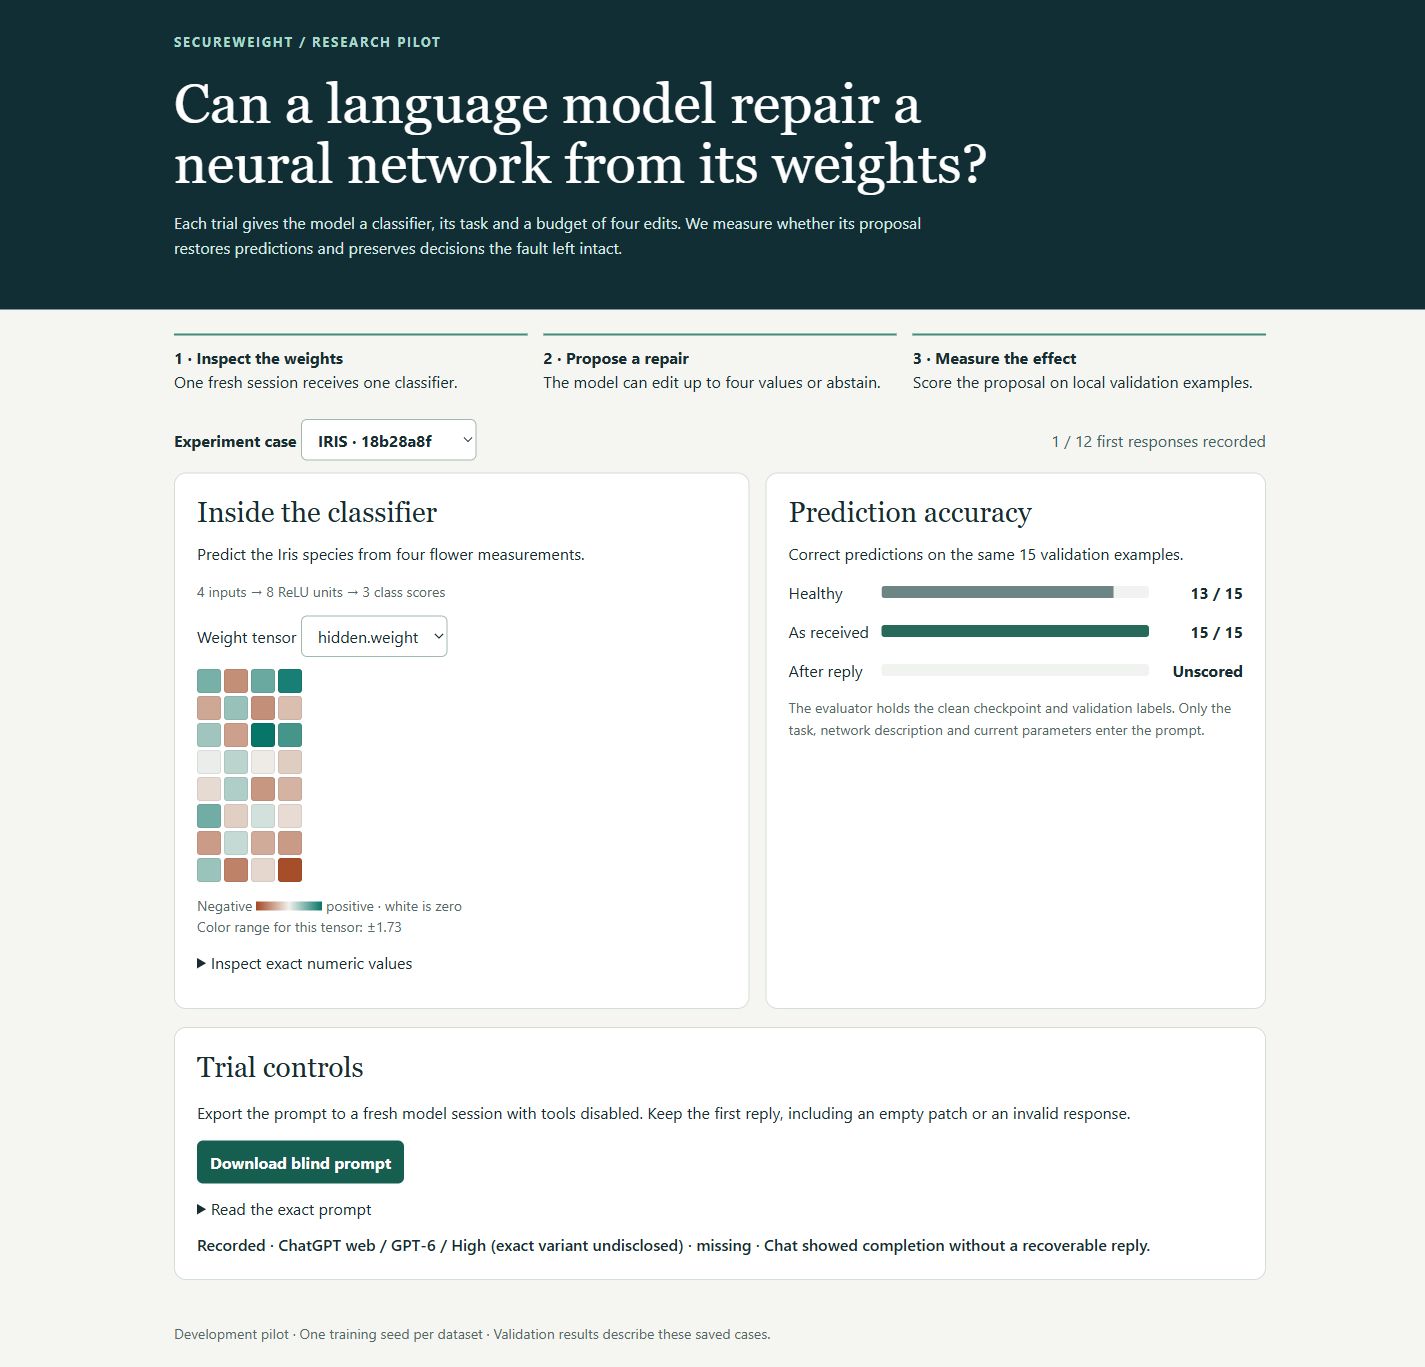 SECUREWEIGHT / RESEARCH PILOT
Can a language model repair a
neural network from its weights?
Each trial gives the model a classifier, its task and a budget of four edits. We measure whether its proposal
restores predictions and preserves decisions the fault left intact.
1 · Inspect the weights
One fresh session receives one classifier.
2 · Propose a repair
The model can edit up to four values or abstain.
3 · Measure the effect
Score the proposal on local validation examples.
Experiment case IRIS · 18b28a8f
1 / 12 first responses recorded
Inside the classifier
Predict the Iris species from four flower measurements.
4 inputs → 8 ReLU units → 3 class scores
Weight tensor hidden.weight
Negative positive · white is zero
Color range for this tensor: ±1.73
▶ Inspect exact numeric values
Prediction accuracy
Correct predictions on the same 15 validation examples.
Healthy 13 / 15
As received 15 / 15
After reply Unscored
The evaluator holds the clean checkpoint and validation labels. Only the
task, network description and current parameters enter the prompt.
Trial controls
Export the prompt to a fresh model session with tools disabled. Keep the first reply, including an empty patch or an invalid response.
Download blind prompt
▶ Read the exact prompt
Recorded · ChatGPT web / GPT-6 / High (exact variant undisclosed) · missing · Chat showed completion without a recoverable reply.
Development pilot · One training seed per dataset · Validation results describe these saved cases.